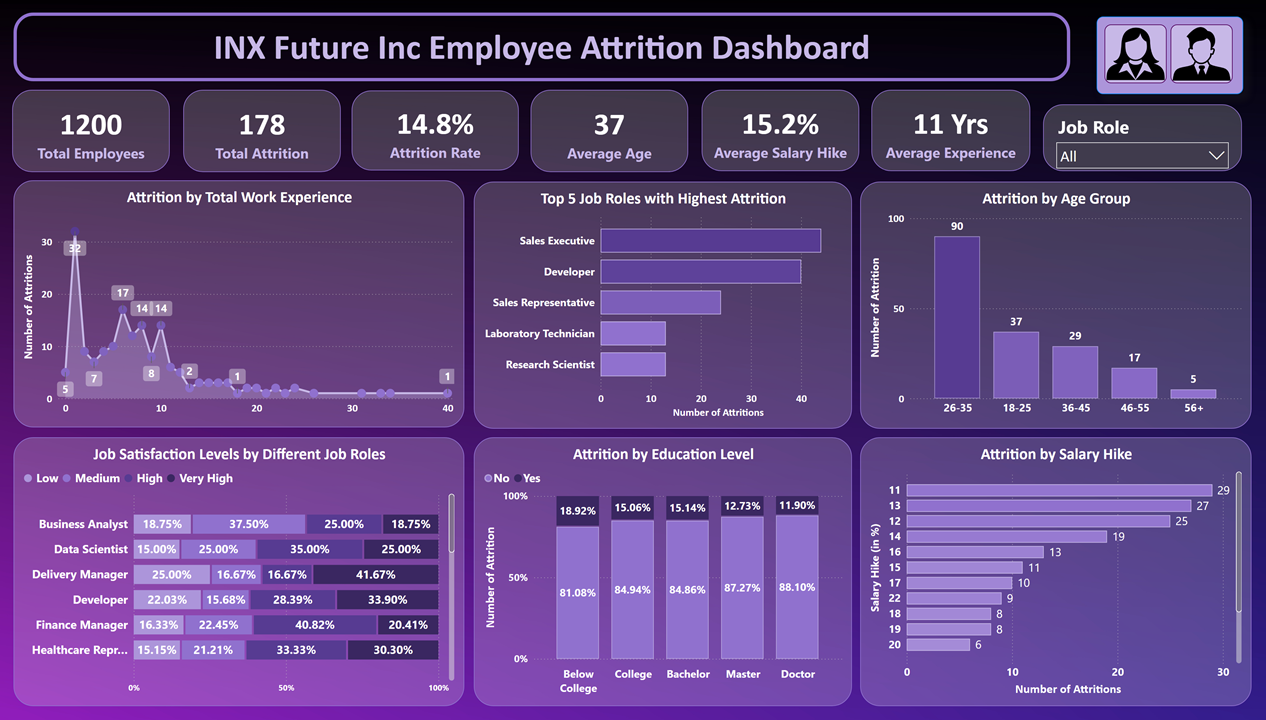 INX Future Inc Employee Attrition Dashboard
1200
Total Employees
178
Total Attrition
14.8%
Attrition Rate
37
Average Age
15.2%
Average Salary Hike
11 Yrs
Average Experience
Job Role
All
Attrition by Total Work Experience
Number of Attritions
30
20
10
0
32
17
14
14
5
7
8
2
1
1
0
10
20
30
40
Top 5 Job Roles with Highest Attrition
Sales Executive
Developer
Sales Representative
Laboratory Technician
Research Scientist
0
10
20
30
40
Number of Attritions
Attrition by Age Group
Number of Attrition
100
50
0
90
37
29
17
5
26-35
18-25
36-45
46-55
56+
Job Satisfaction Levels by Different Job Roles
Low Medium High Very High
Business Analyst 18.75% 37.50% 25.00% 18.75%
Data Scientist 15.00% 25.00% 35.00% 25.00%
Delivery Manager 25.00% 16.67% 16.67% 41.67%
Developer 22.03% 15.68% 28.39% 33.90%
Finance Manager 16.33% 22.45% 40.82% 20.41%
Healthcare Repr... 15.15% 21.21% 33.33% 30.30%
0% 50% 100%
Attrition by Education Level
No Yes
Number of Attrition
100%
50%
0%
18.92% 15.06% 15.14% 12.73% 11.90%
81.08% 84.94% 84.86% 87.27% 88.10%
Below College
College
Bachelor
Master
Doctor
Attrition by Salary Hike
Salary Hike (in %)
11 29
13 27
12 25
14 19
16 13
15 11
17 10
22 9
18 8
19 8
20 6
0 10 20 30
Number of Attritions